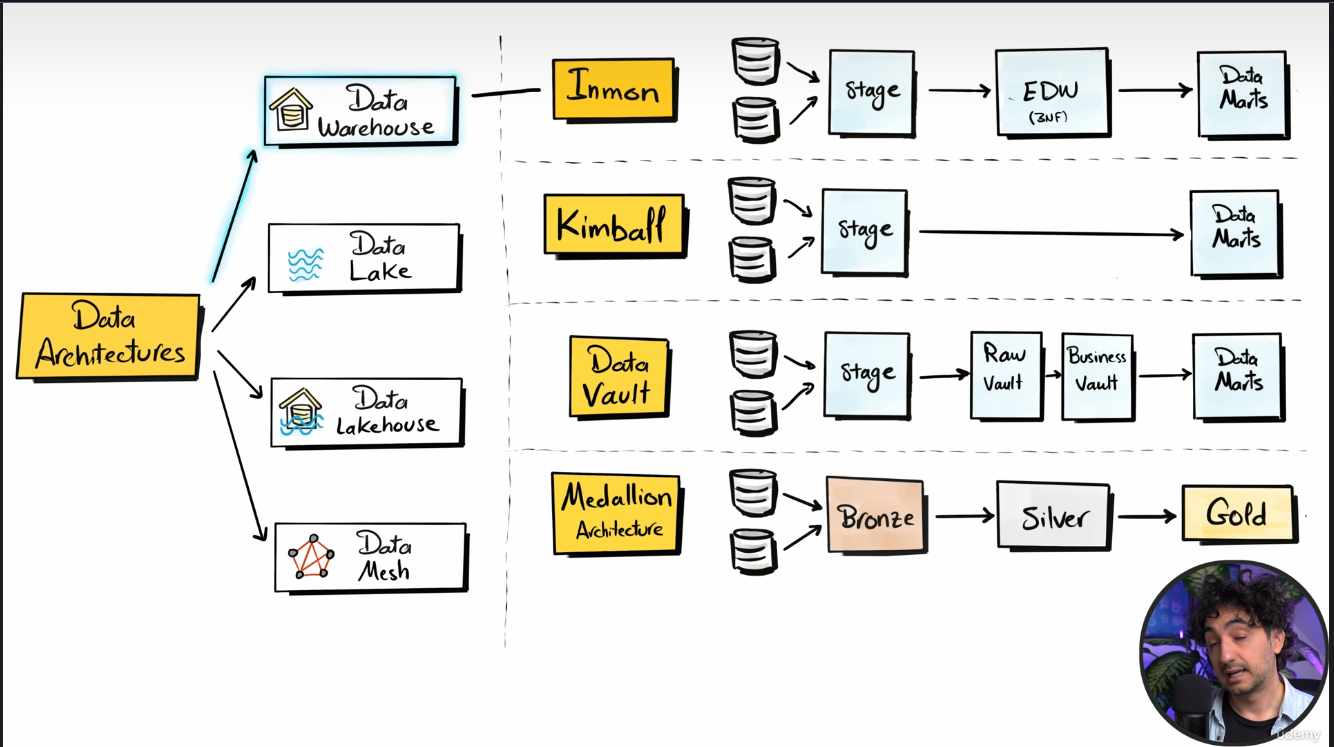 Data
Architectures
Data
Warehouse
Data
Lake
Data
Lakehouse
Data
Mesh
Inmon
Stage
EDW
(3NF)
Data
Marts
Kimball
Stage
Data
Marts
Data
Vault
Stage
Raw
Vault
Business
Vault
Data
Marts
Medallion
Architecture
Bronze
Silver
Gold
udemy